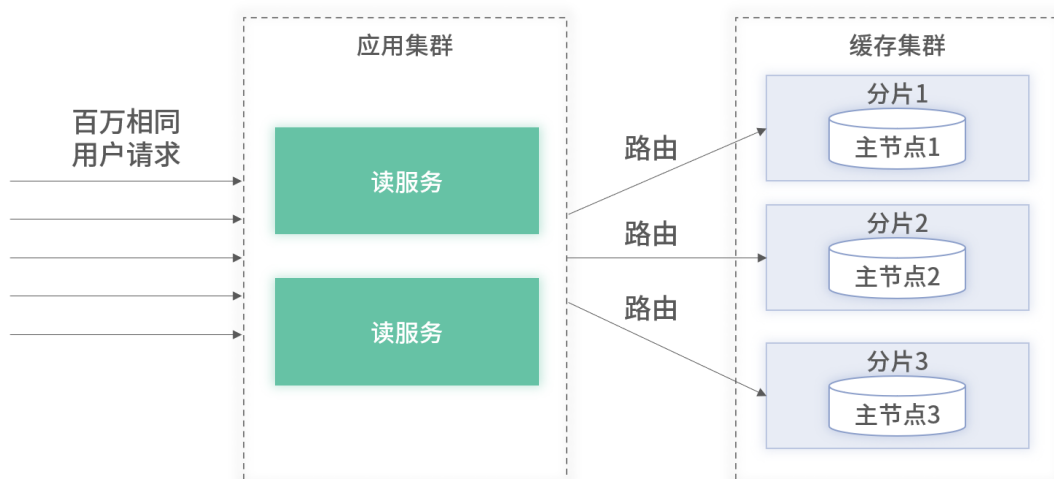 应用集群
缓存集群
百万相同
用户请求
读服务
读服务
路由
路由
路由
分片1
主节点1
分片2
主节点2
分片3
主节点3